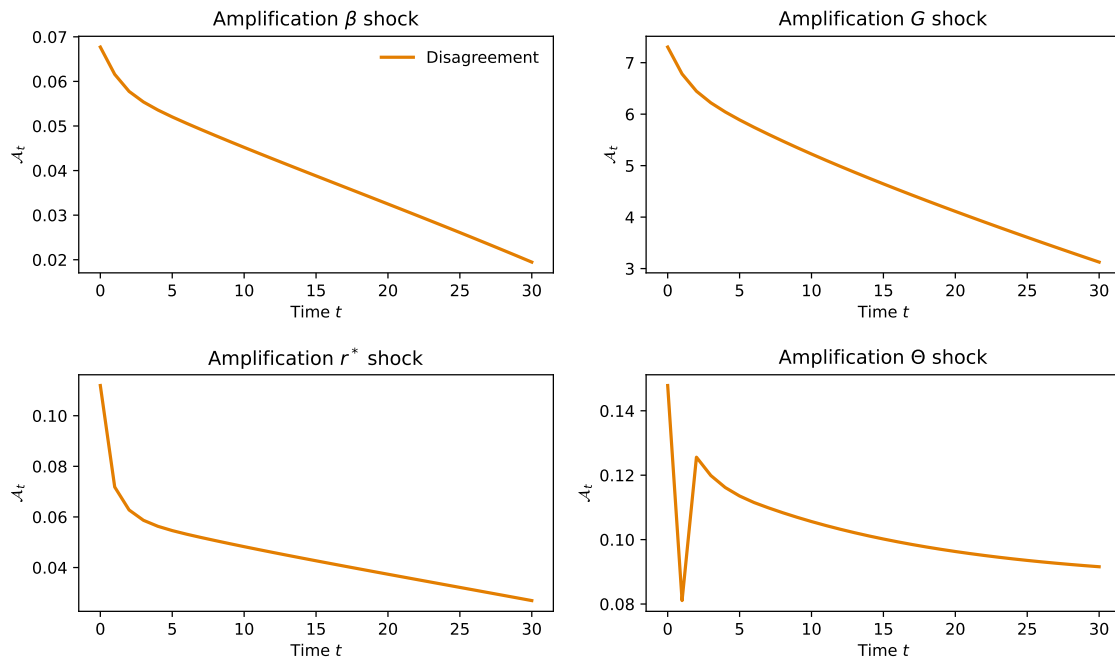 Amplification β shock
0.07
0.06
0.05
0.04
0.03
0.02
𝒜ₜ
Disagreement
0 5 10 15 20 25 30
Time t
Amplification G shock
7
6
5
4
3
𝒜ₜ
0 5 10 15 20 25 30
Time t
Amplification r* shock
0.10
0.08
0.06
0.04
𝒜ₜ
0 5 10 15 20 25 30
Time t
Amplification Θ shock
0.14
0.12
0.10
0.08
𝒜ₜ
0 5 10 15 20 25 30
Time t